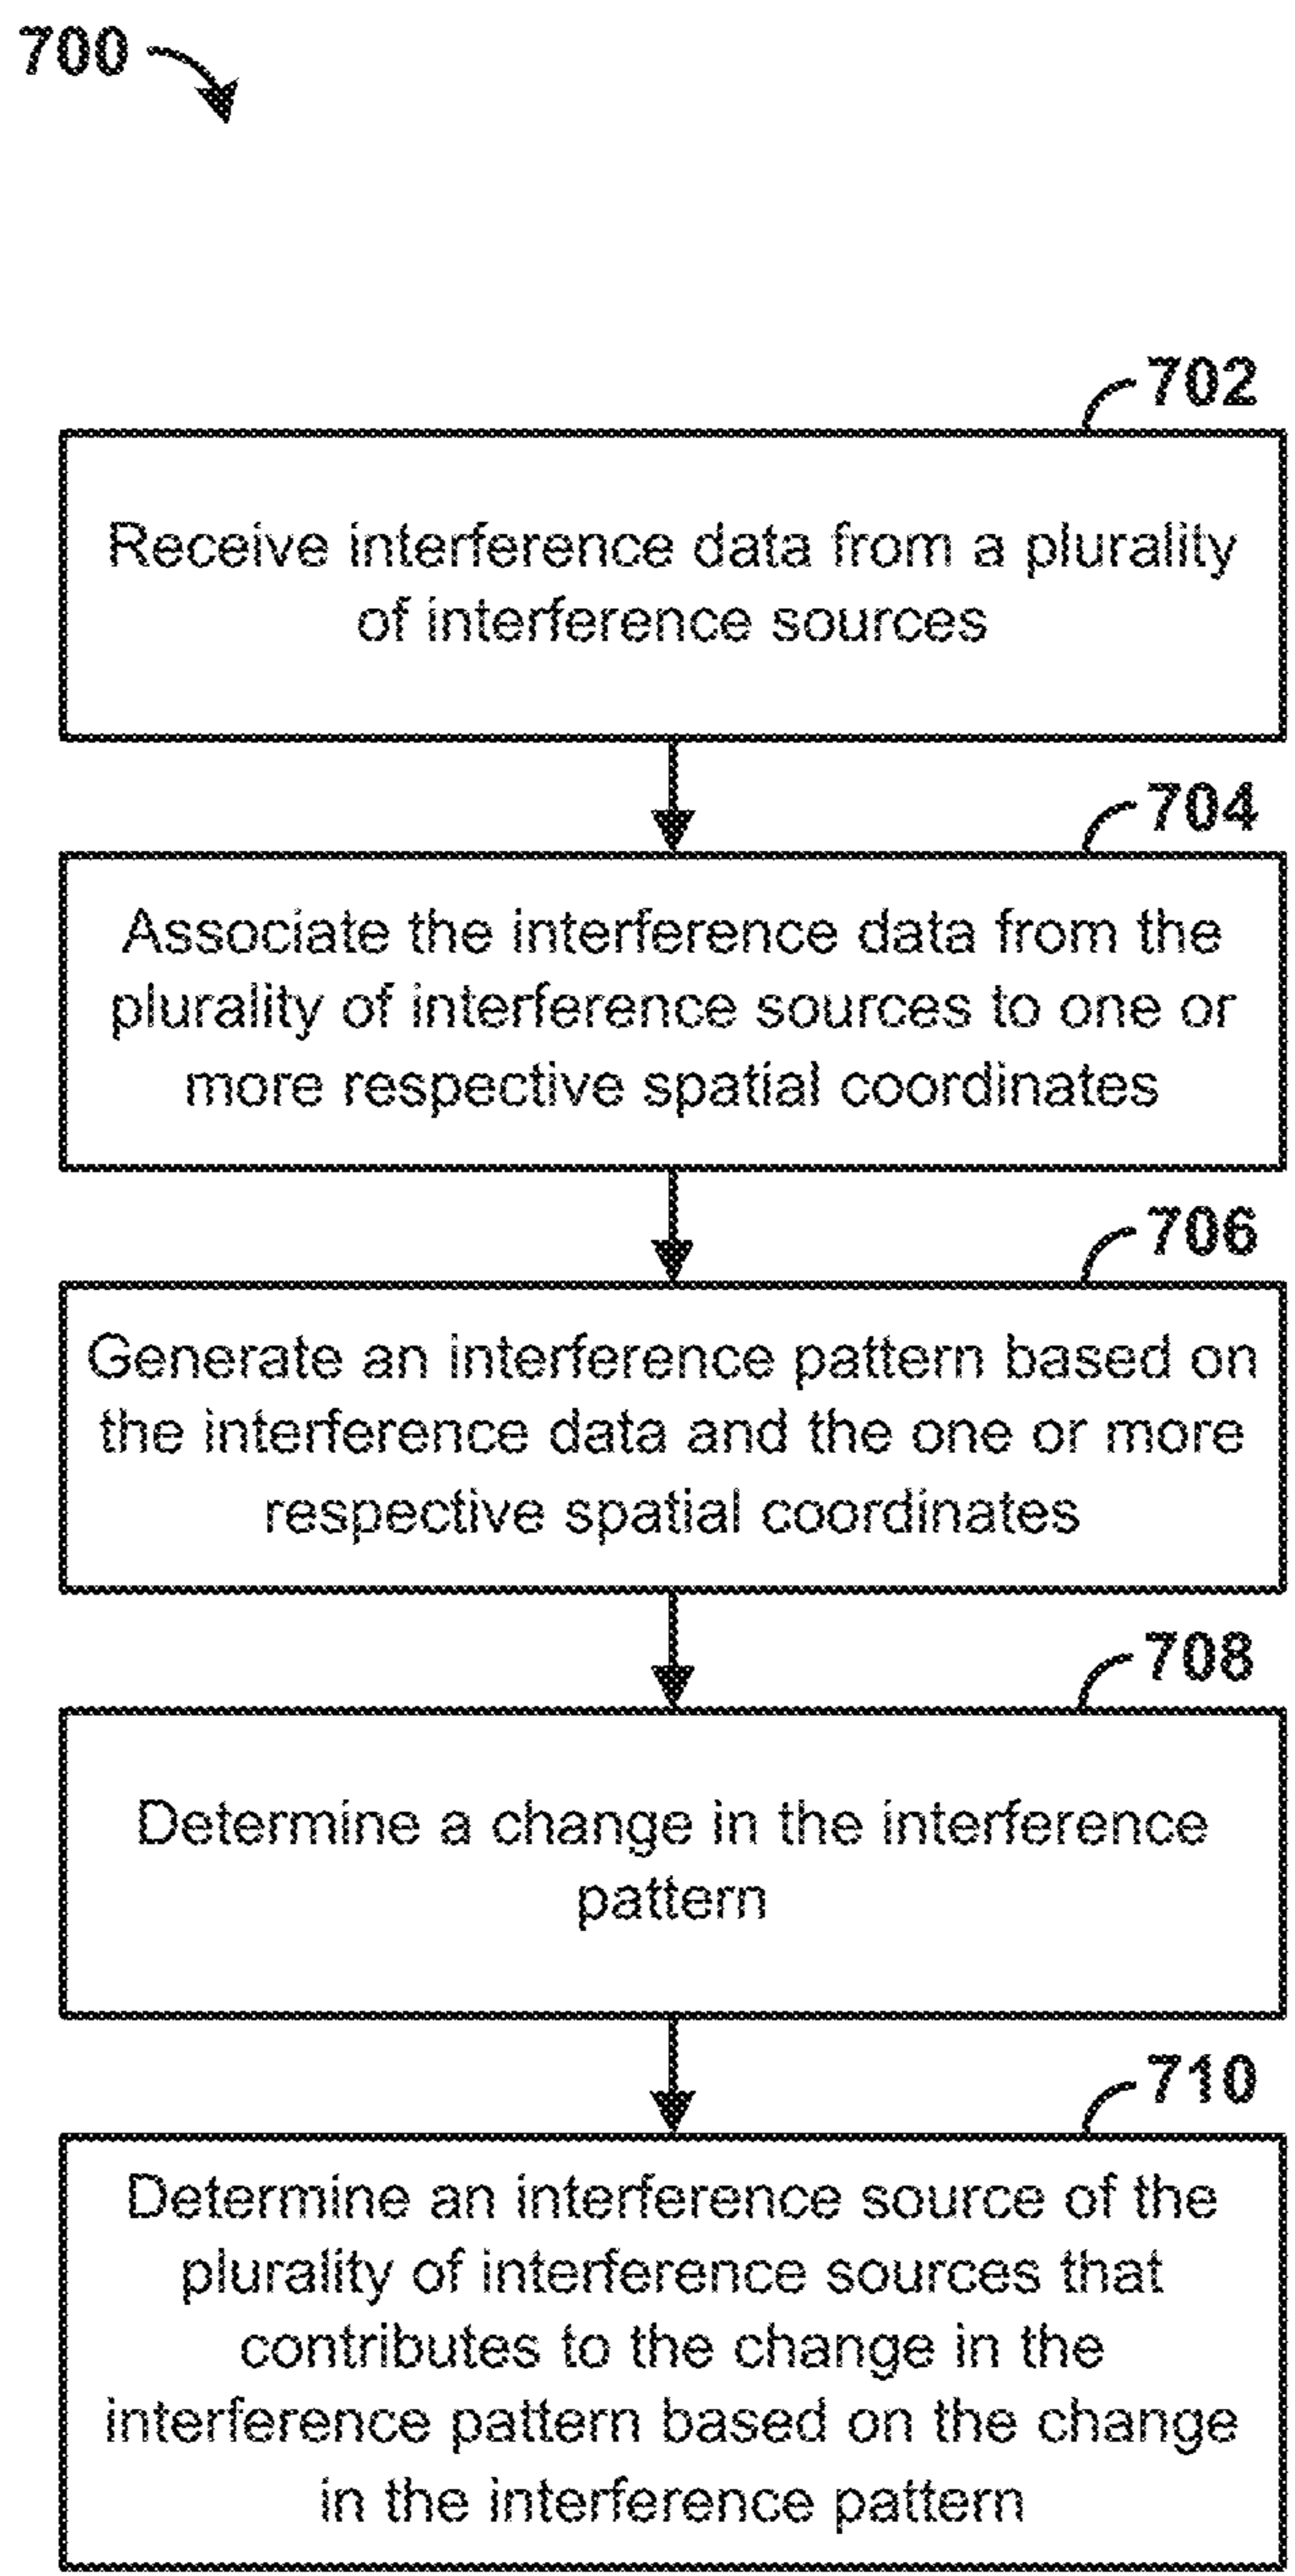 700
702
Receive interference data from a plurality
of interference sources
704
Associate the interference data from the
plurality of interference sources to one or
more respective spatial coordinates
706
Generate an interference pattern based on
the interference data and the one or more
respective spatial coordinates
708
Determine a change in the interference
pattern
710
Determine an interference source of the
plurality of interference sources that
contributes to the change in the
interference pattern based on the change
in the interference pattern